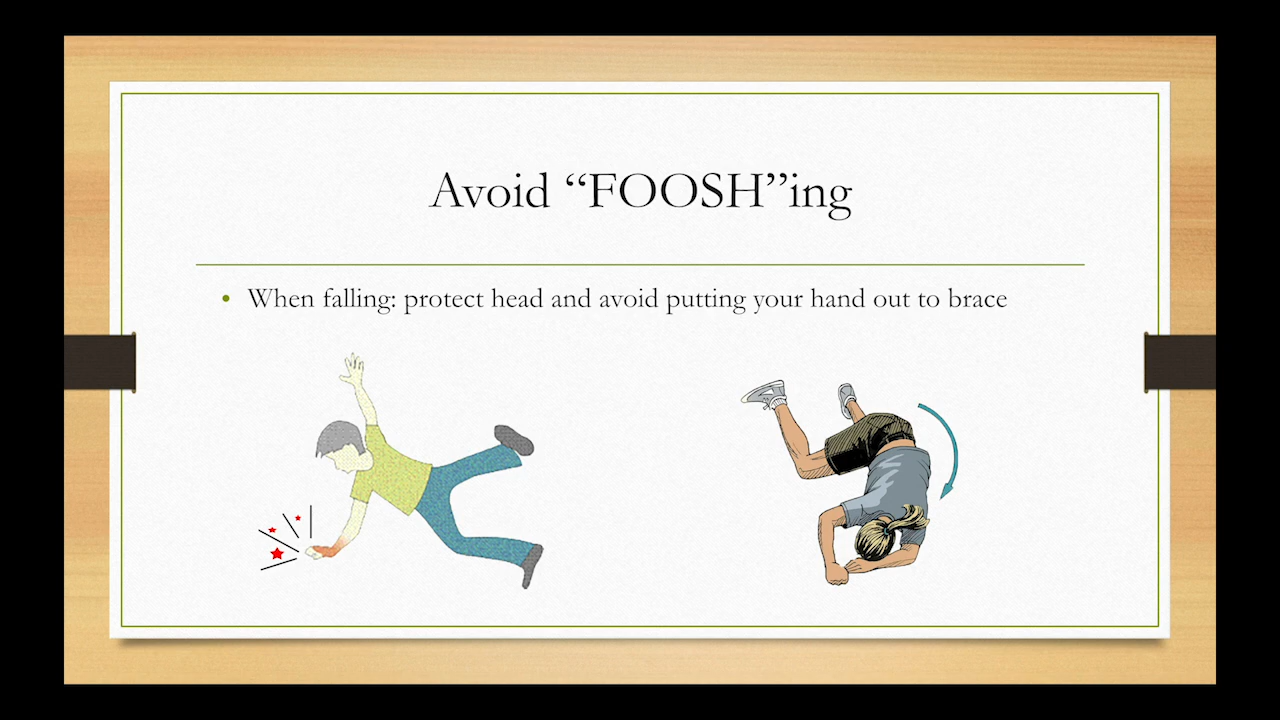 Avoid “FOOSH”ing
• When falling: protect head and avoid putting your hand out to brace